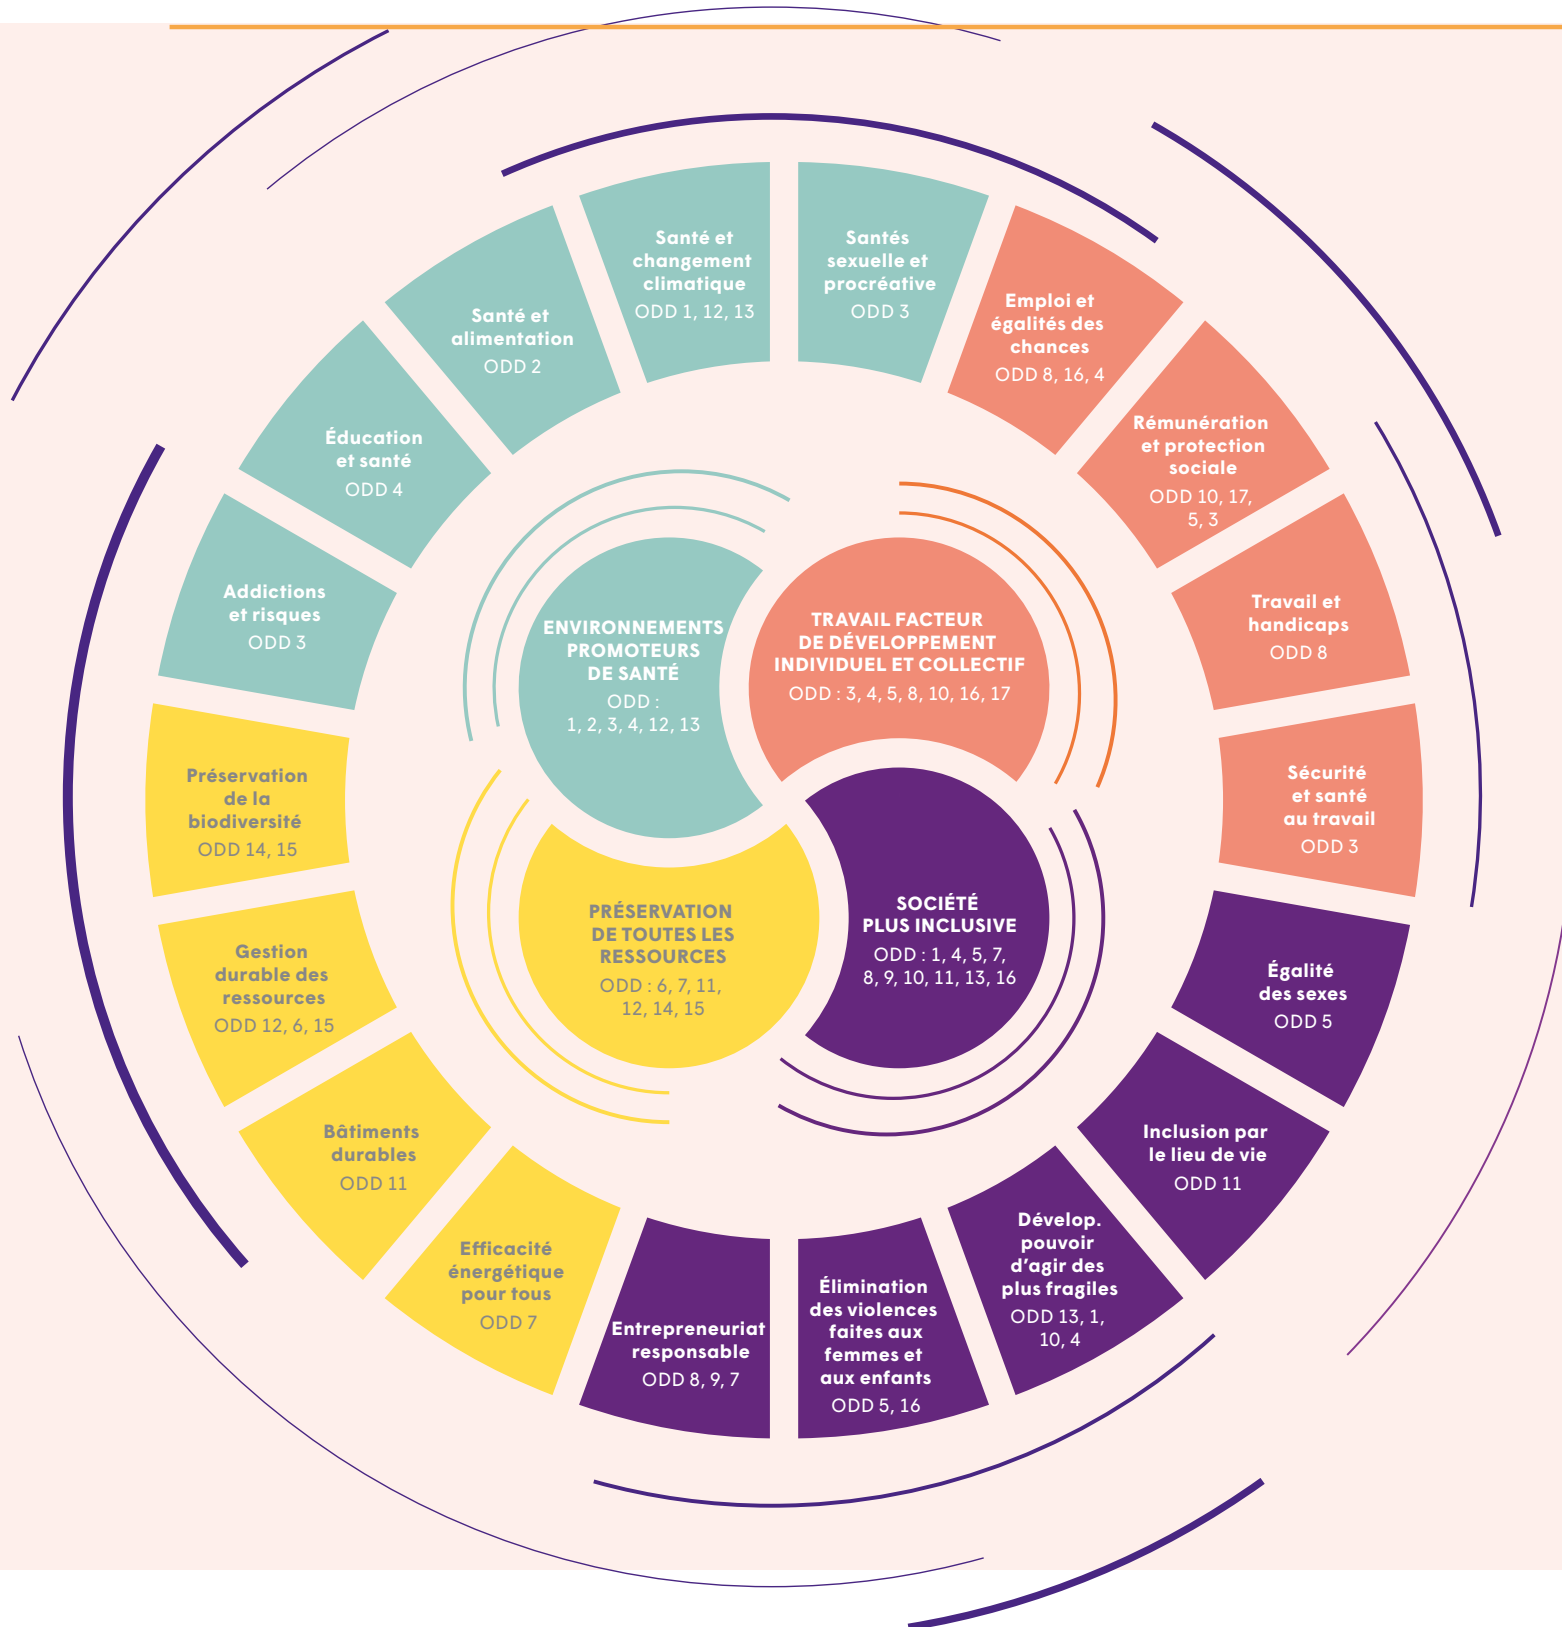 Santé et
changement
climatique
ODD 1, 12, 13
Santés
sexuelle et
procréative
ODD 3
Emploi et
égalités des
chances
ODD 8, 16, 4
Rémunération
et protection
sociale
ODD 10, 17,
5, 3
Travail et
handicaps
ODD 8
Sécurité
et santé
au travail
ODD 3
Égalité
des sexes
ODD 5
Inclusion par
le lieu de vie
ODD 11
Dévelop.
pouvoir
d’agir des
plus fragiles
ODD 13, 1,
10, 4
Élimination
des violences
faites aux
femmes et
aux enfants
ODD 5, 16
Entrepreneuriat
responsable
ODD 8, 9, 7
Efficacité
énergétique
pour tous
ODD 7
Bâtiments
durables
ODD 11
Gestion
durable des
ressources
ODD 12, 6, 15
Préservation
de la
biodiversité
ODD 14, 15
Addictions
et risques
ODD 3
Éducation
et santé
ODD 4
Santé et
alimentation
ODD 2
ENVIRONNEMENTS
PROMOTEURS
DE SANTÉ
ODD :
1, 2, 3, 4, 12, 13
TRAVAIL FACTEUR
DE DÉVELOPPEMENT
INDIVIDUEL ET COLLECTIF
ODD : 3, 4, 5, 8, 10, 16, 17
PRÉSERVATION
DE TOUTES LES
RESSOURCES
ODD : 6, 7, 11,
12, 14, 15
SOCIÉTÉ
PLUS INCLUSIVE
ODD : 1, 4, 5, 7,
8, 9, 10, 11, 13, 16